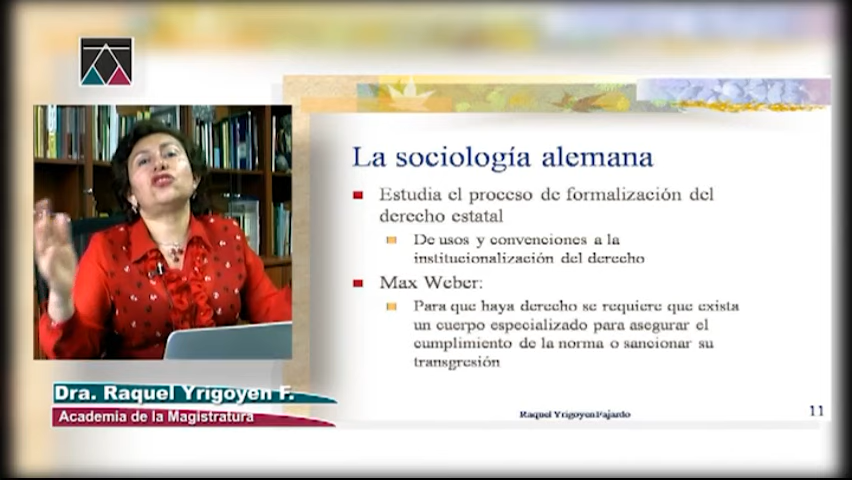 La sociología alemana
Estudia el proceso de formalización del
derecho estatal
De usos y convenciones a la
institucionalización del derecho
Max Weber:
Para que haya derecho se requiere que exista
un cuerpo especializado para asegurar el
cumplimiento de la norma o sancionar su
transgresión
Dra. Raquel Yrigoyen F.
Academia de la Magistratura
Raquel Yrigoyen Fajardo
11